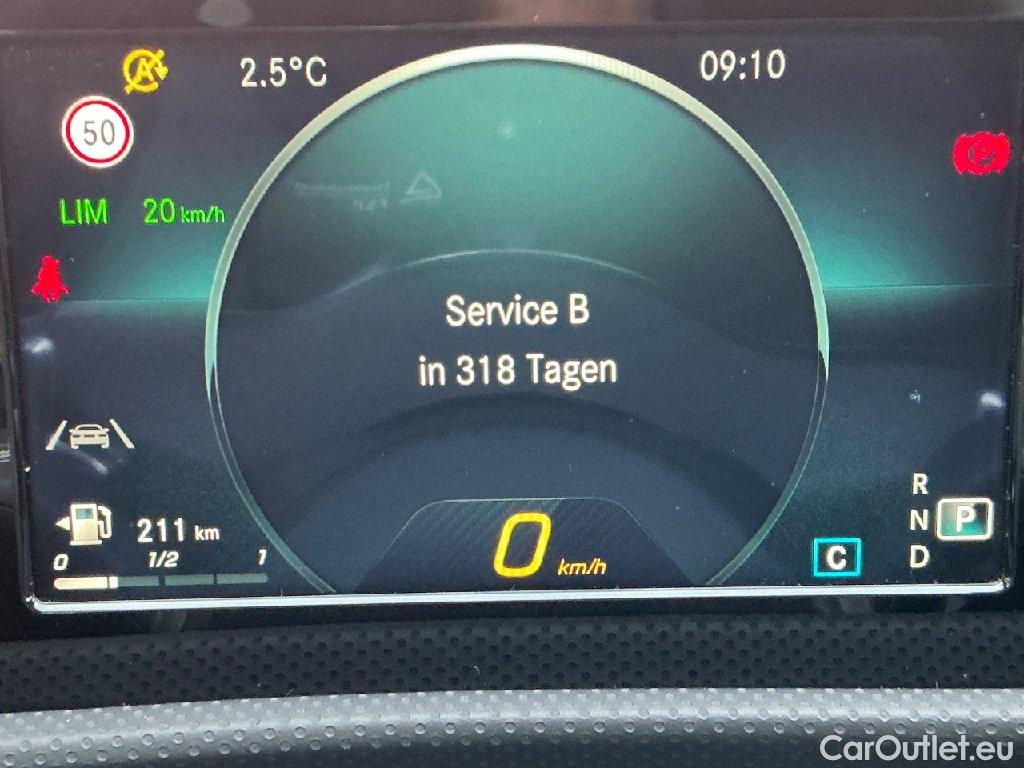 2.5°C
09:10
50
LIM 20 km/h
Service B
in 318 Tagen
R
N P
D
C
211 km
0 1/2 1
0 km/h
CarOutlet.eu